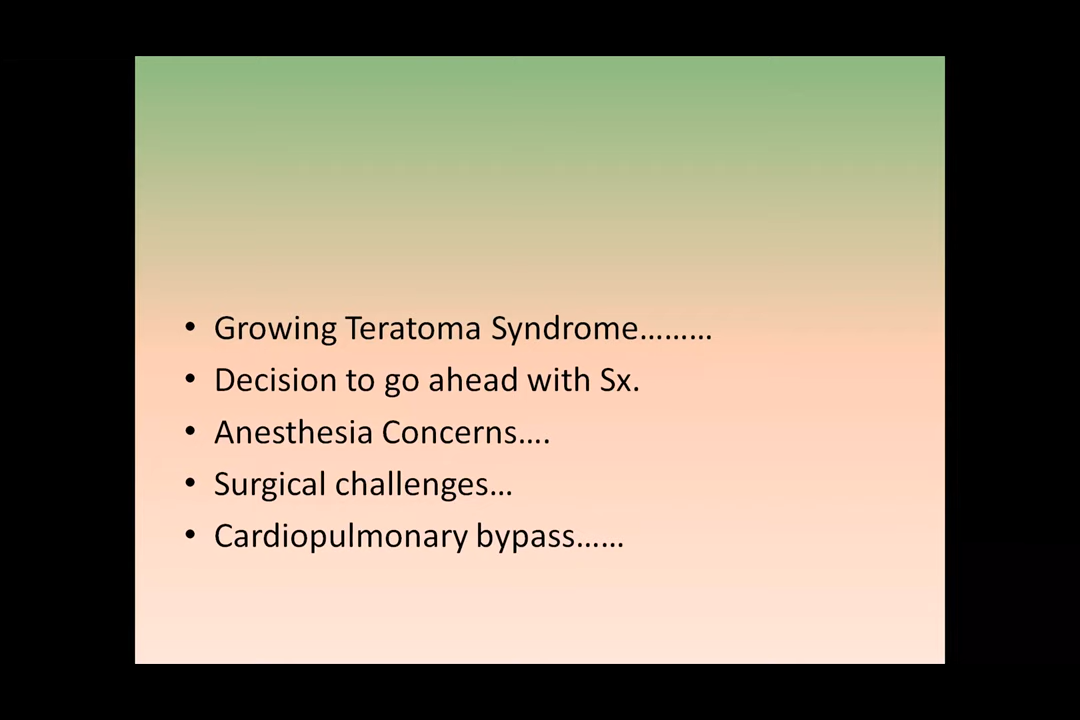 • Growing Teratoma Syndrome………
• Decision to go ahead with Sx.
• Anesthesia Concerns….
• Surgical challenges…
• Cardiopulmonary bypass……